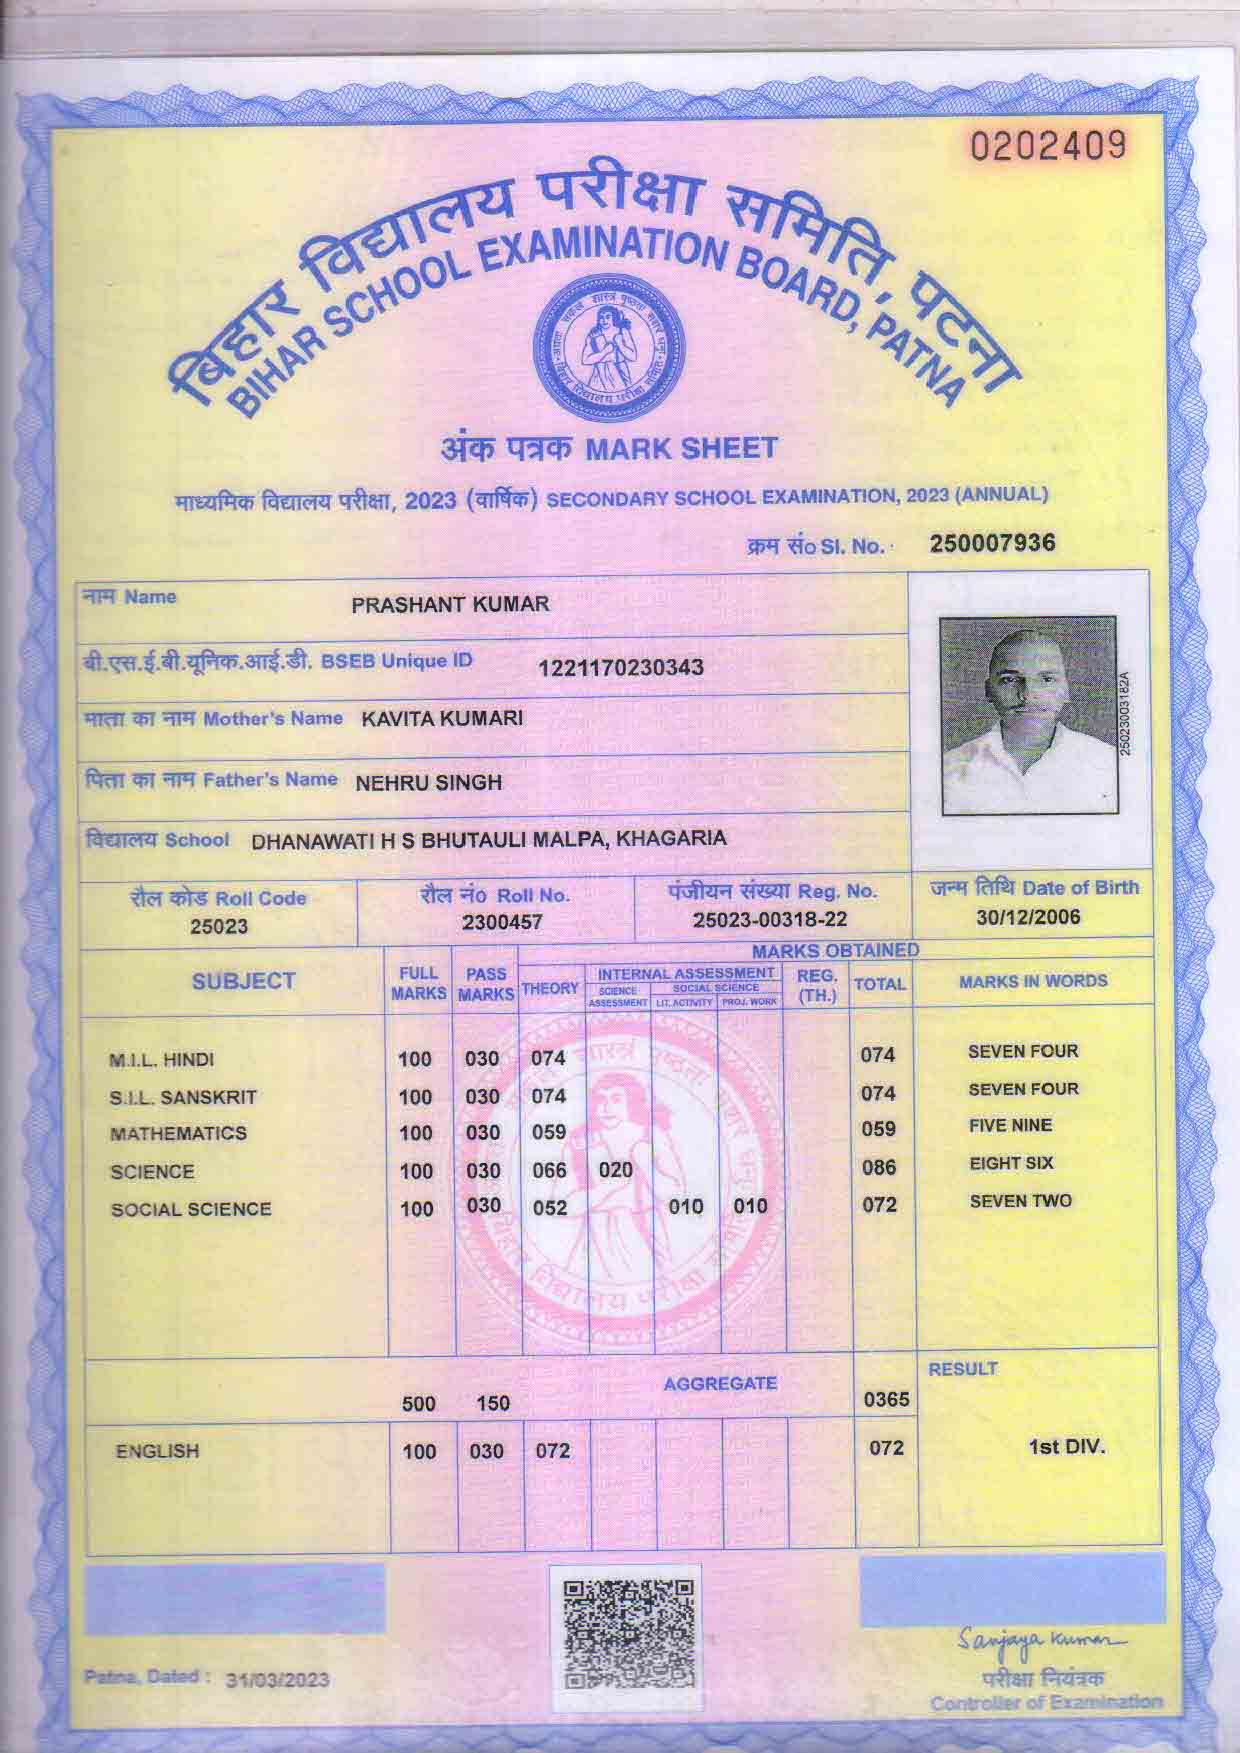 0202409
बिहार विद्यालय परीक्षा समिति, पटना
BIHAR SCHOOL EXAMINATION BOARD, PATNA
अंक पत्रक MARK SHEET
माध्यमिक विद्यालय परीक्षा, 2023 (वार्षिक) SECONDARY SCHOOL EXAMINATION, 2023 (ANNUAL)
क्रम सं० Sl. No. 250007936
नाम Name PRASHANT KUMAR
बी.एस.ई.बी.यूनिक.आई.डी. BSEB Unique ID 1221170230343
माता का नाम Mother's Name KAVITA KUMARI
पिता का नाम Father's Name NEHRU SINGH
विद्यालय School DHANAWATI H S BHUTAULI MALPA, KHAGARIA
25023003182A
रौल कोड Roll Code रौल नं० Roll No. पंजीयन संख्या Reg. No. जन्म तिथि Date of Birth
25023 2300457 25023-00318-22 30/12/2006
SUBJECT FULL MARKS PASS MARKS MARKS OBTAINED
THEORY INTERNAL ASSESSMENT REG. (TH.) TOTAL MARKS IN WORDS
SCIENCE ASSESSMENT SOCIAL SCIENCE
LIT. ACTIVITY PROJ. WORK
M.I.L. HINDI 100 030 074 074 SEVEN FOUR
S.I.L. SANSKRIT 100 030 074 074 SEVEN FOUR
MATHEMATICS 100 030 059 059 FIVE NINE
SCIENCE 100 030 066 020 086 EIGHT SIX
SOCIAL SCIENCE 100 030 052 010 010 072 SEVEN TWO
500 150 AGGREGATE 0365 RESULT
ENGLISH 100 030 072 072 1st DIV.
Patna, Dated : 31/03/2023
Sanjaya Kumar
परीक्षा नियंत्रक
Controller of Examination